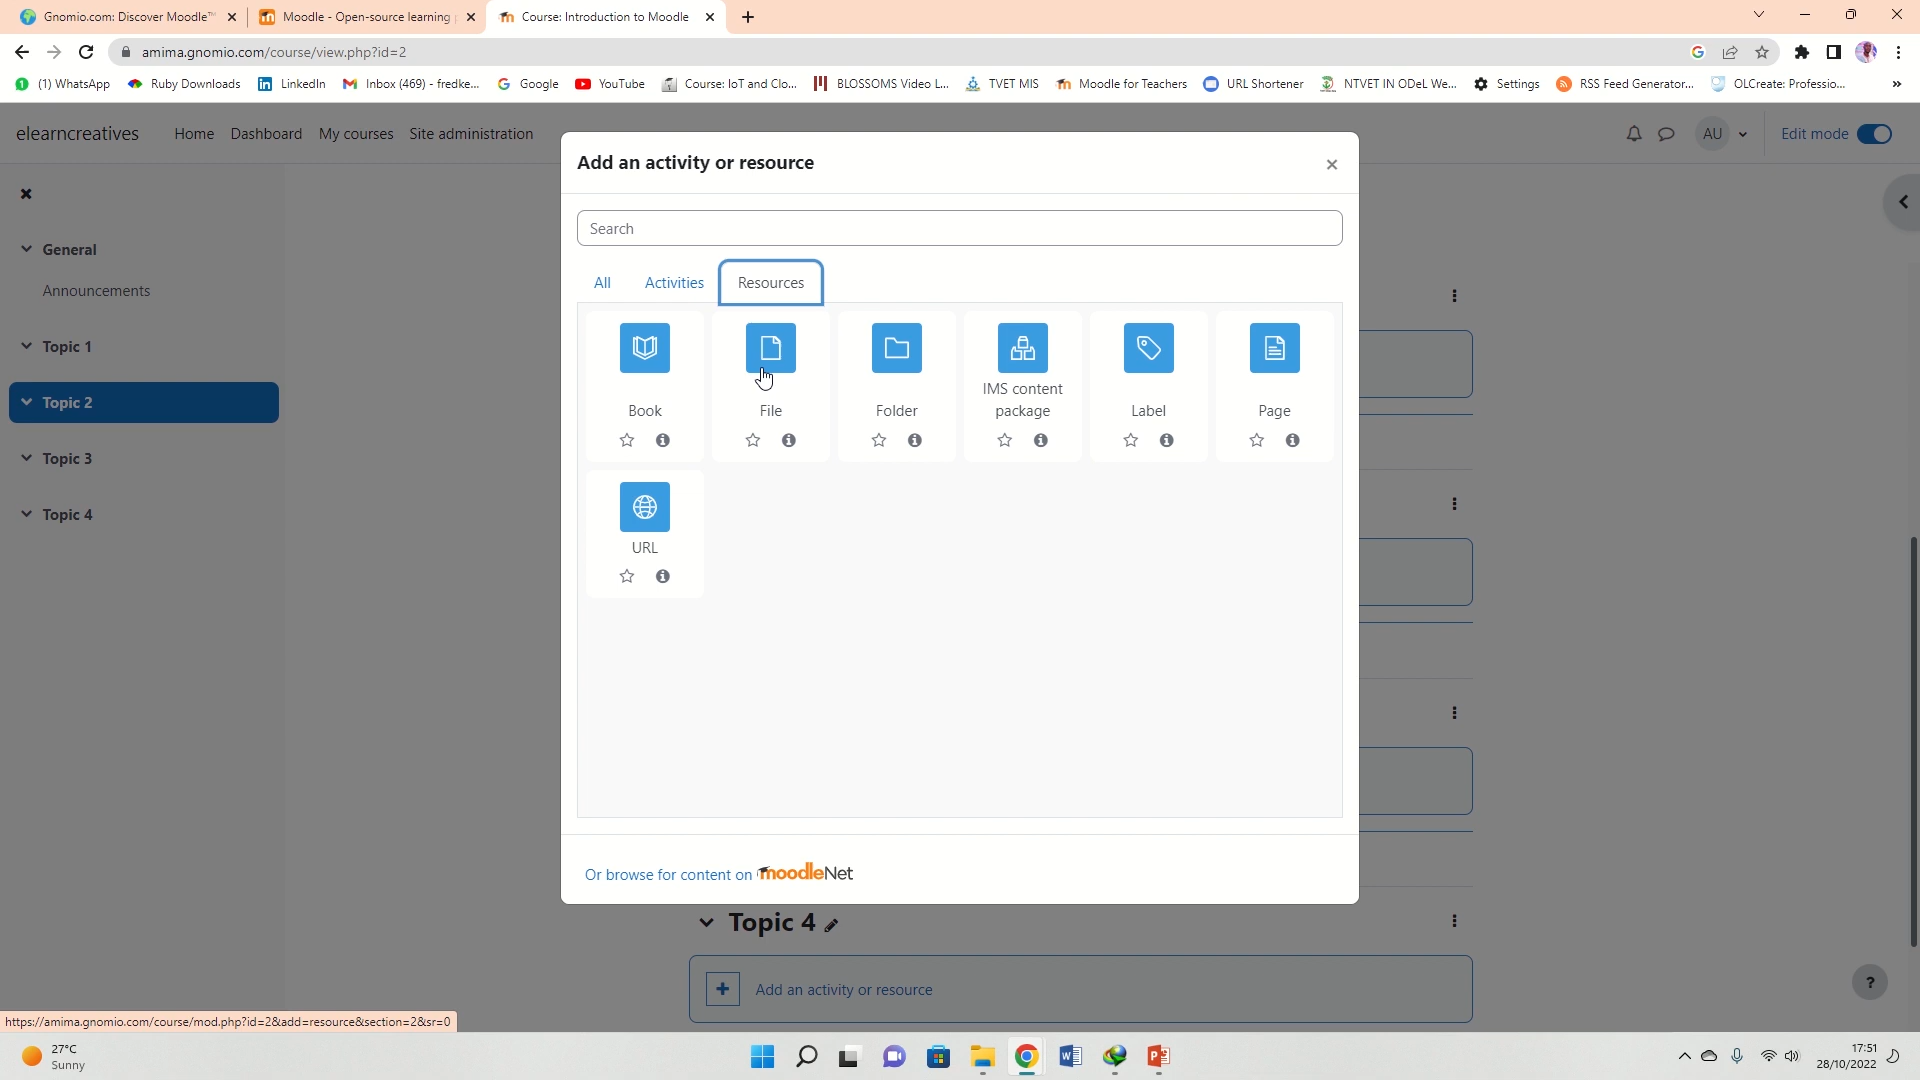 Gnomio.com: Discover Moodle™
Moodle - Open-source learning
Course: Introduction to Moodle
amima.gnomio.com/course/view.php?id=2
(1) WhatsApp
Ruby Downloads
LinkedIn
Inbox (469) - fredke...
Google
YouTube
Course: IoT and Clo...
BLOSSOMS Video L...
TVET MIS
Moodle for Teachers
URL Shortener
NTVET IN ODeL We...
Settings
RSS Feed Generator...
OLCreate: Professio...
»
elearncreatives
Home
Dashboard
My courses
Site administration
AU
Edit mode
Add an activity or resource
Search
General
Announcements
Topic 1
Topic 2
Topic 3
Topic 4
All
Activities
Resources
Book
File
Folder
IMS content
package
Label
Page
URL
Or browse for content on moodleNet
Topic 4
Add an activity or resource
?
https://amima.gnomio.com/course/mod.php?id=2&add=resource&section=2&sr=0
27°C
Sunny
17:51
28/10/2022